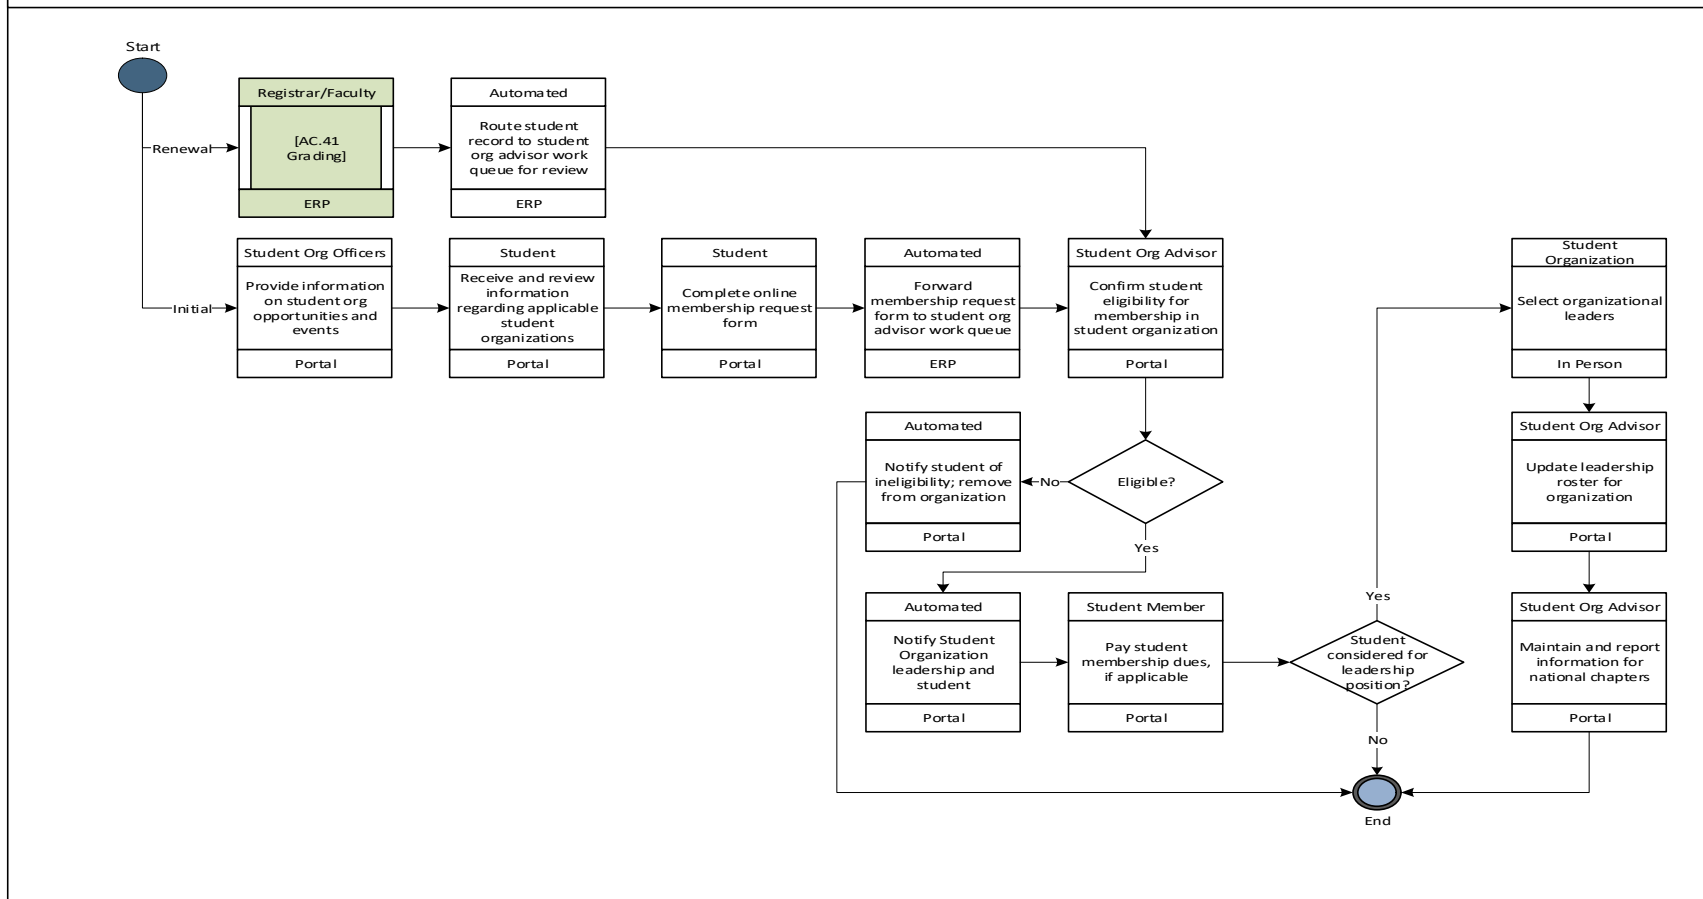 Start
Renewal
Registrar/Faculty
[AC.41
Grading]
ERP
Automated
Route student
record to student
org advisor work
queue for review
ERP
Initial
Student Org Officers
Provide information
on student org
opportunities and
events
Portal
Student
Receive and review
information
regarding applicable
student
organizations
Portal
Student
Complete online
membership request
form
Portal
Automated
Forward
membership request
form to student org
advisor work queue
ERP
Student Org Advisor
Confirm student
eligibility for
membership in
student organization
Portal
Eligible?
No
Automated
Notify student of
ineligibility; remove
from organization
Portal
Yes
Automated
Notify Student
Organization
leadership and
student
Portal
Student Member
Pay student
membership dues,
if applicable
Portal
Student
considered for
leadership
position?
Yes
Student
Organization
Select organizational
leaders
In Person
Student Org Advisor
Update leadership
roster for
organization
Portal
Student Org Advisor
Maintain and report
information for
national chapters
Portal
No
End